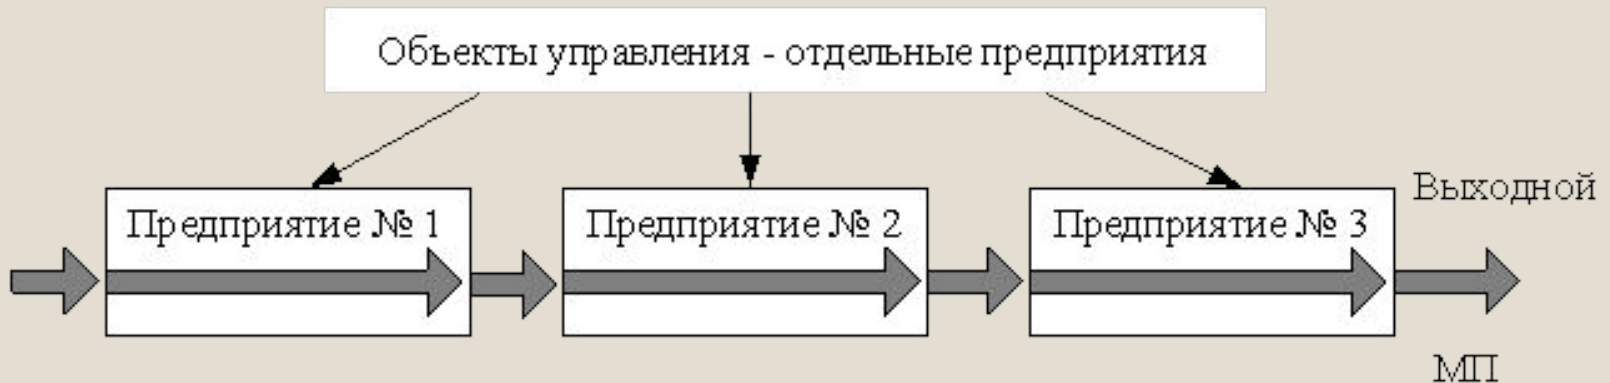 Объекты управления - отдельные предприятия
Предприятие № 1
Предприятие № 2
Предприятие № 3
Выходной
МП